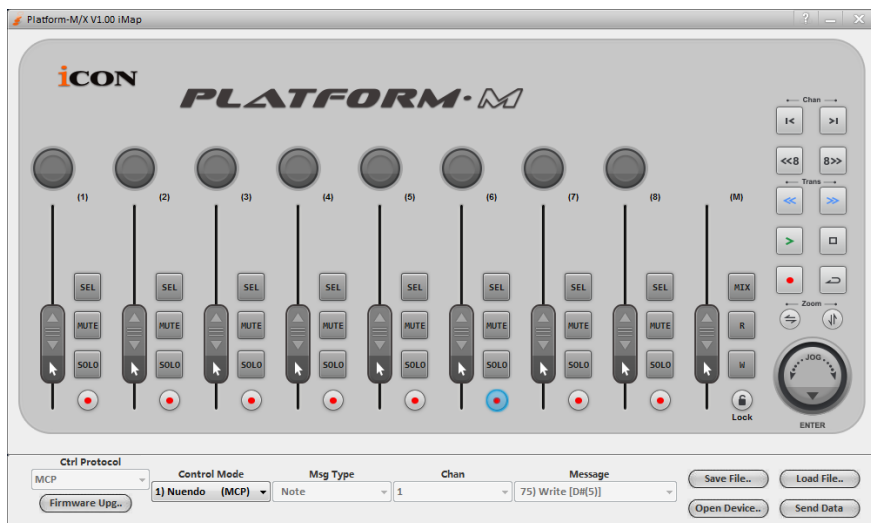 Platform-M/X V1.00 iMap
? _ X
iCON
PLATFORM·M
Chan
I< >I
<<8 8>>
Trans
<< >>
(1) (2) (3) (4) (5) (6) (7) (8) (M)
>
SEL SEL SEL SEL SEL SEL SEL SEL MIX
Zoom
MUTE MUTE MUTE MUTE MUTE MUTE MUTE MUTE R
SOLO SOLO SOLO SOLO SOLO SOLO SOLO SOLO W
JOG
Lock
ENTER
Ctrl Protocol
MCP
Firmware Upg..
Control Mode
1) Nuendo (MCP)
Msg Type
Note
Chan
1
Message
75) Write [D#(5)]
Save File.. Load File..
Open Device.. Send Data